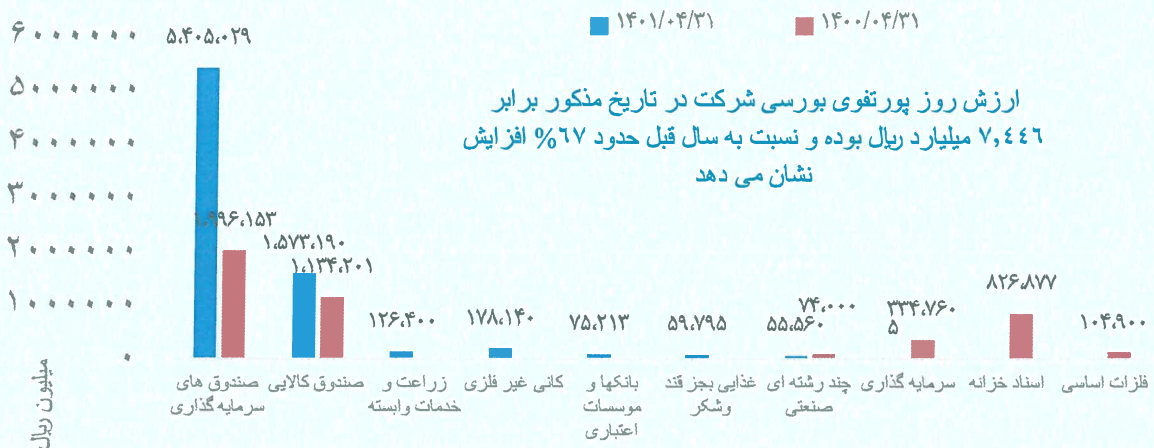 ۱۴۰۱/۰۴/۳۱
۱۴۰۰/۰۴/۳۱
ارزش روز پورتفوی بورسی شرکت در تاریخ مذکور برابر
٧,٤٤٦ میلیارد ریال بوده و نسبت به سال قبل حدود ٦٧% افزایش
نشان می دهد
۶۰۰۰۰۰۰
۵۰۰۰۰۰۰
۴۰۰۰۰۰۰
۳۰۰۰۰۰۰
۲۰۰۰۰۰۰
۱۰۰۰۰۰۰
۰
میلیون ریال
۵،۴۰۵،۰۲۹
۱،۹۹۶،۱۵۳
۱،۵۷۳،۱۹۰
۱،۱۳۴،۲۰۱
۱۲۶،۴۰۰
۱۷۸،۱۴۰
۷۵،۲۱۳
۵۹،۷۹۵
۵۵،۵۶۰
۷۴،۰۰۰
۳۳۴،۷۶۰
۵
۸۲۶،۸۷۷
۱۰۴،۹۰۰
صندوق های
سرمایه گذاری
صندوق کالایی
زراعت و
خدمات وابسته
کانی غیر فلزی
بانکها و
موسسات
اعتباری
غذایی بجز قند
وشکر
چند رشته ای
صنعتی
سرمایه گذاری
اسناد خزانه
فلزات اساسی